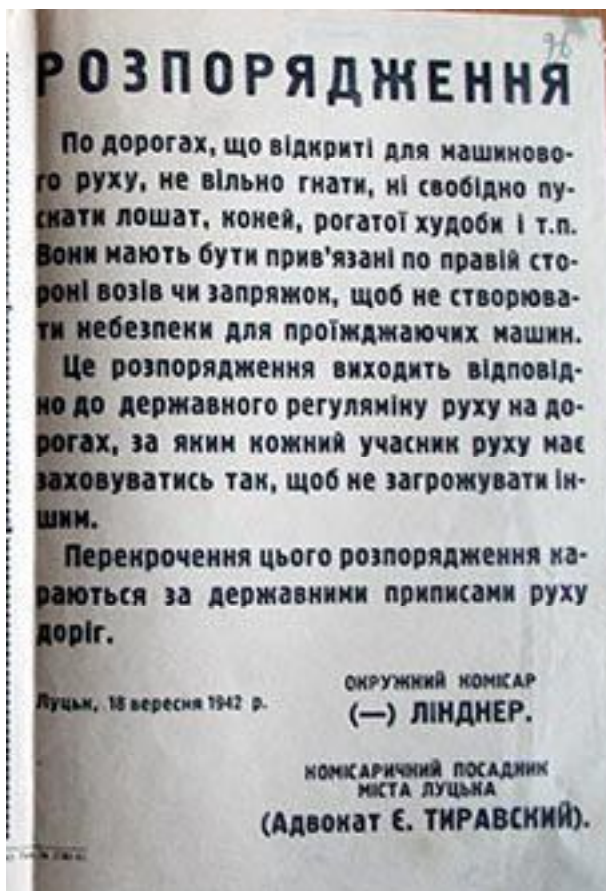 96
РОЗПОРЯДЖЕННЯ
По дорогах, що відкриті для машиново-
го руху, не вільно гнати, ні свобідно пу-
скати лошат, коней, рогатої худоби і т.п.
Вони мають бути прив'язані по правій сто-
роні возів чи запряжок, щоб не створюва-
ти небезпеки для проїжджаючих машин.
Це розпорядження виходить відповід-
но до державного регуляміну руху на до-
рогах, за яким кожний учасник руху має
заховуватись так, щоб не загрожувати ін-
шим.
Перекрочення цього розпорядження ка-
раються за державними приписами руху
доріг.
Луцьк, 18 вересня 1942 р.
ОКРУЖНИЙ КОМІСАР
(—) ЛІНДНЕР.
КОМІСАРИЧНИЙ ПОСАДНИК
МІСТА ЛУЦЬКА
(Адвокат Є. ТИРАВСКИЙ).